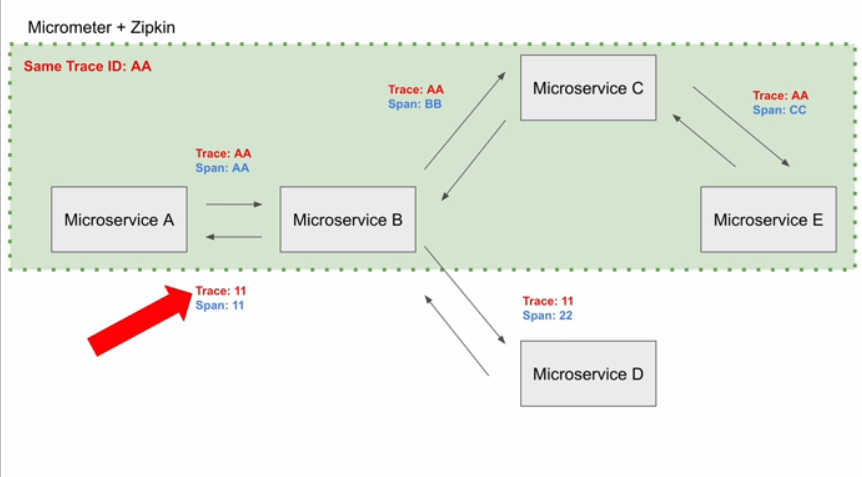 Micrometer + Zipkin
Same Trace ID: AA
Trace: AA
Span: AA
Trace: AA
Span: BB
Trace: AA
Span: CC
Microservice C
Microservice A
Microservice B
Microservice E
Trace: 11
Span: 11
Trace: 11
Span: 22
Microservice D